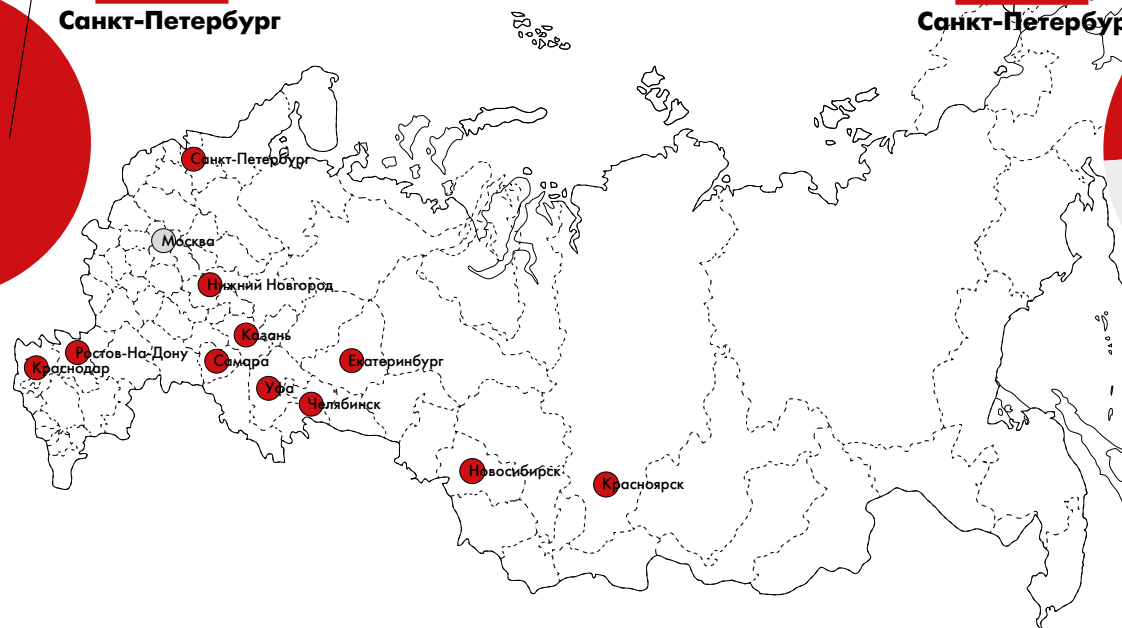 Санкт-Петербург
Санкт-Петербур
Санкт-Петербург
Москва
Нижний Новгород
Казань
Ростов-На-Дону
Краснодар
Самара
Екатеринбург
Уфа
Челябинск
Новосибирск
Красноярск